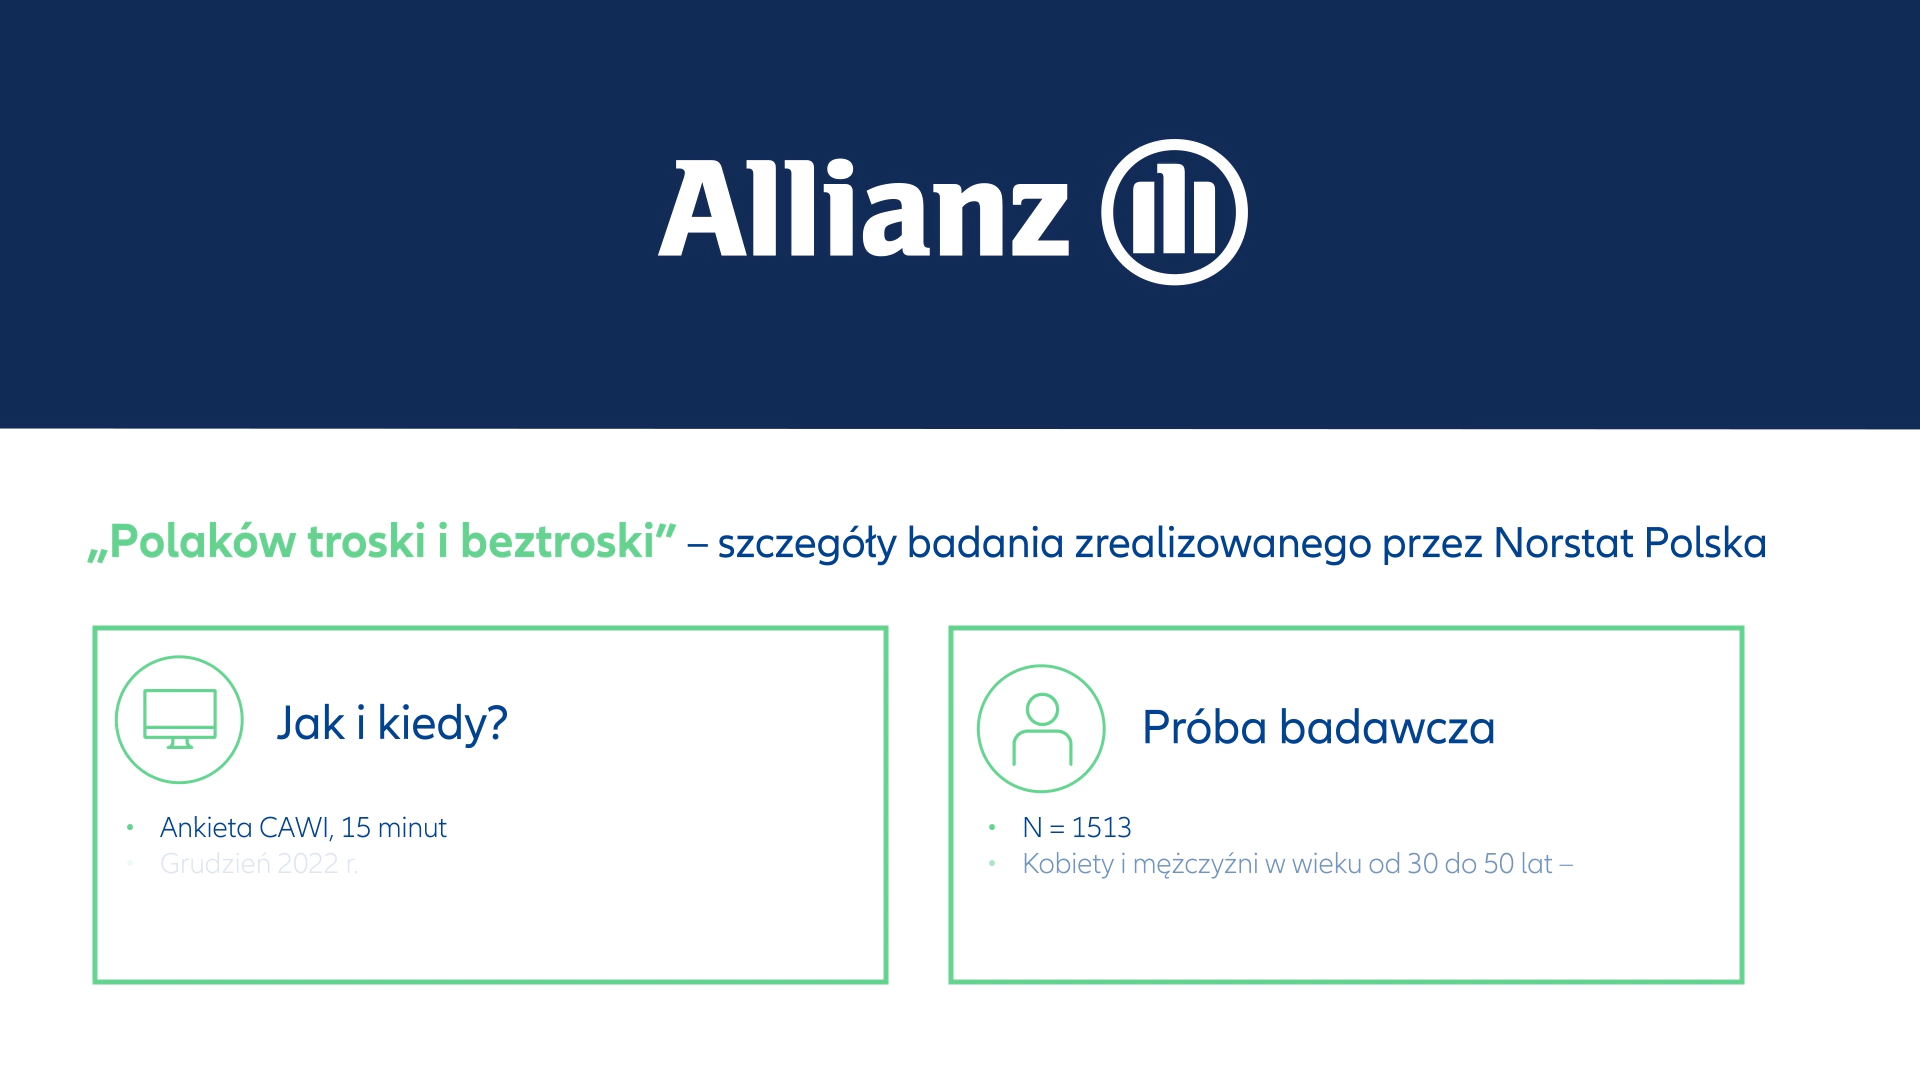 Allianz
„Polaków troski i beztroski” – szczegóły badania zrealizowanego przez Norstat Polska
Jak i kiedy?
• Ankieta CAWI, 15 minut
• Grudzień 2022 r.
Próba badawcza
• N = 1513
• Kobiety i mężczyźni w wieku od 30 do 50 lat –